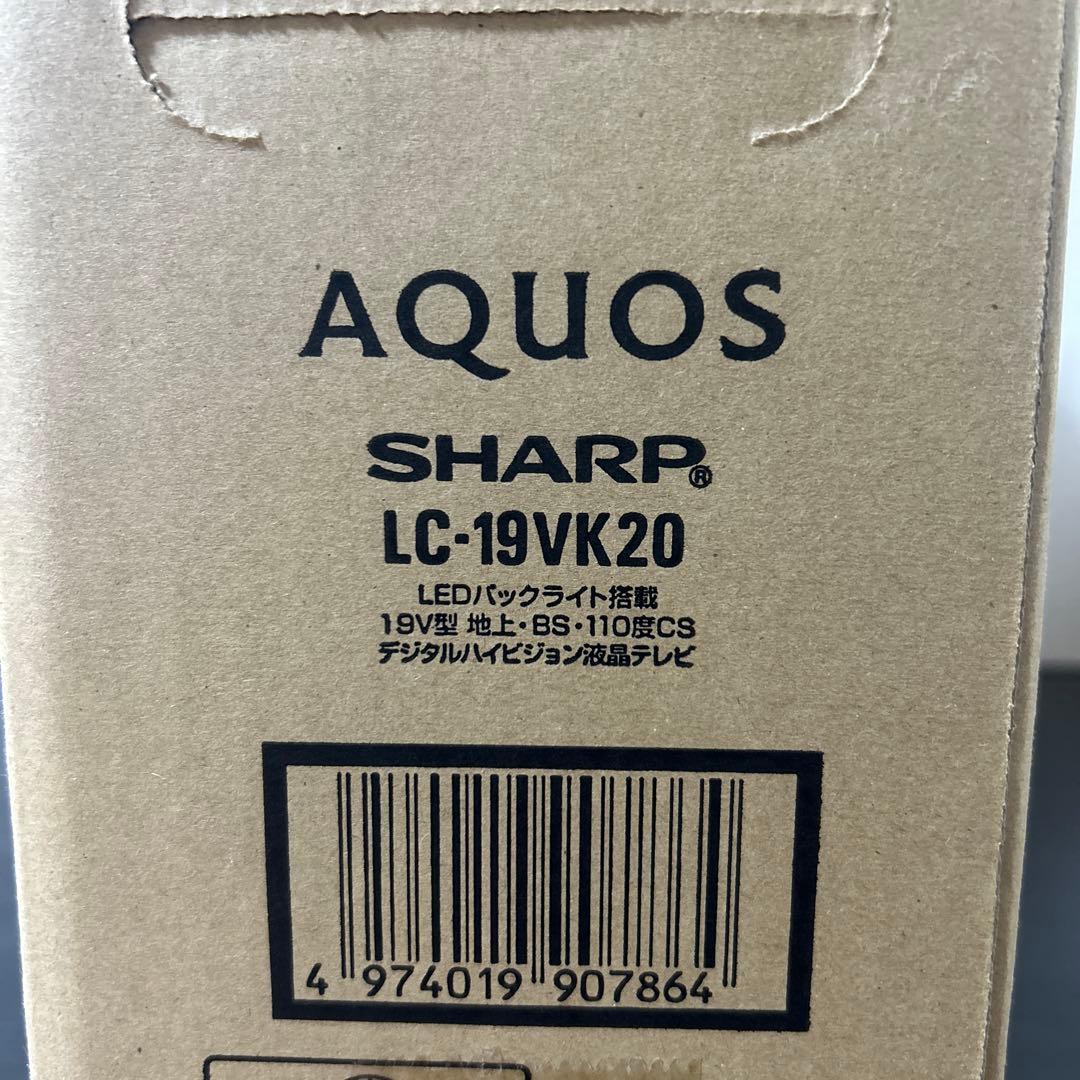 AQUOS
SHARP®
LC-19VK20
LEDバックライト搭載
19V型 地上・BS・110度CS
デジタルハイビジョン液晶テレビ
4 974019 907864